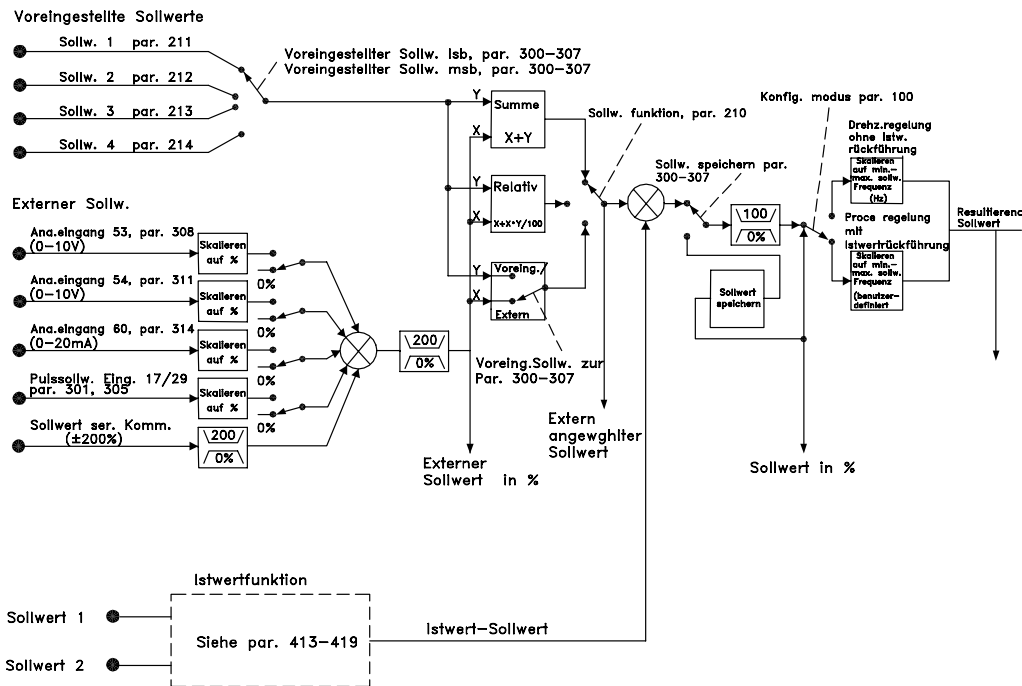 Voreingestellte Sollwerte
Sollw. 1 par. 211
Sollw. 2 par. 212
Sollw. 3 par. 213
Sollw. 4 par. 214
Voreingestellter Sollw. lsb, par. 300-307
Voreingestellter Sollw. msb, par. 300-307
Y
Summe
X
X+Y
Y
Relativ
X
X+X*Y/100
Y
Voreing./
X
Extern
Sollw. funktion, par. 210
Sollw. speichern par.
300-307
Konfig. modus par. 100
Drehz.regelung
ohne Istw.
rückführung
Skalieren
auf min.-
max. sollw.
Frequenz
(Hz)
Proce regelung
mit
Istwertrückführung
Skalieren
auf min.-
max. sollw.
Frequenz
(benutzer-
definiert
Resultierend
Sollwert
100
0%
Sollwert
speichern
Externer Sollw.
Ana.eingang 53, par. 308
(0-10V)
Skalieren
auf %
0%
Ana.eingang 54, par. 311
(0-10V)
Skalieren
auf %
0%
Ana.eingang 60, par. 314
(0-20mA)
Skalieren
auf %
0%
Pulssollw. Eing. 17/29
par. 301, 305
Skalieren
auf %
0%
Sollwert ser. Komm.
(±200%)
200
0%
200
0%
Voreing.Sollw. zur
Par. 300-307
Externer
Sollwert in %
Extern
angewghlter
Sollwert
Sollwert in %
Istwertfunktion
Sollwert 1
Siehe par. 413-419
Sollwert 2
Istwert-Sollwert